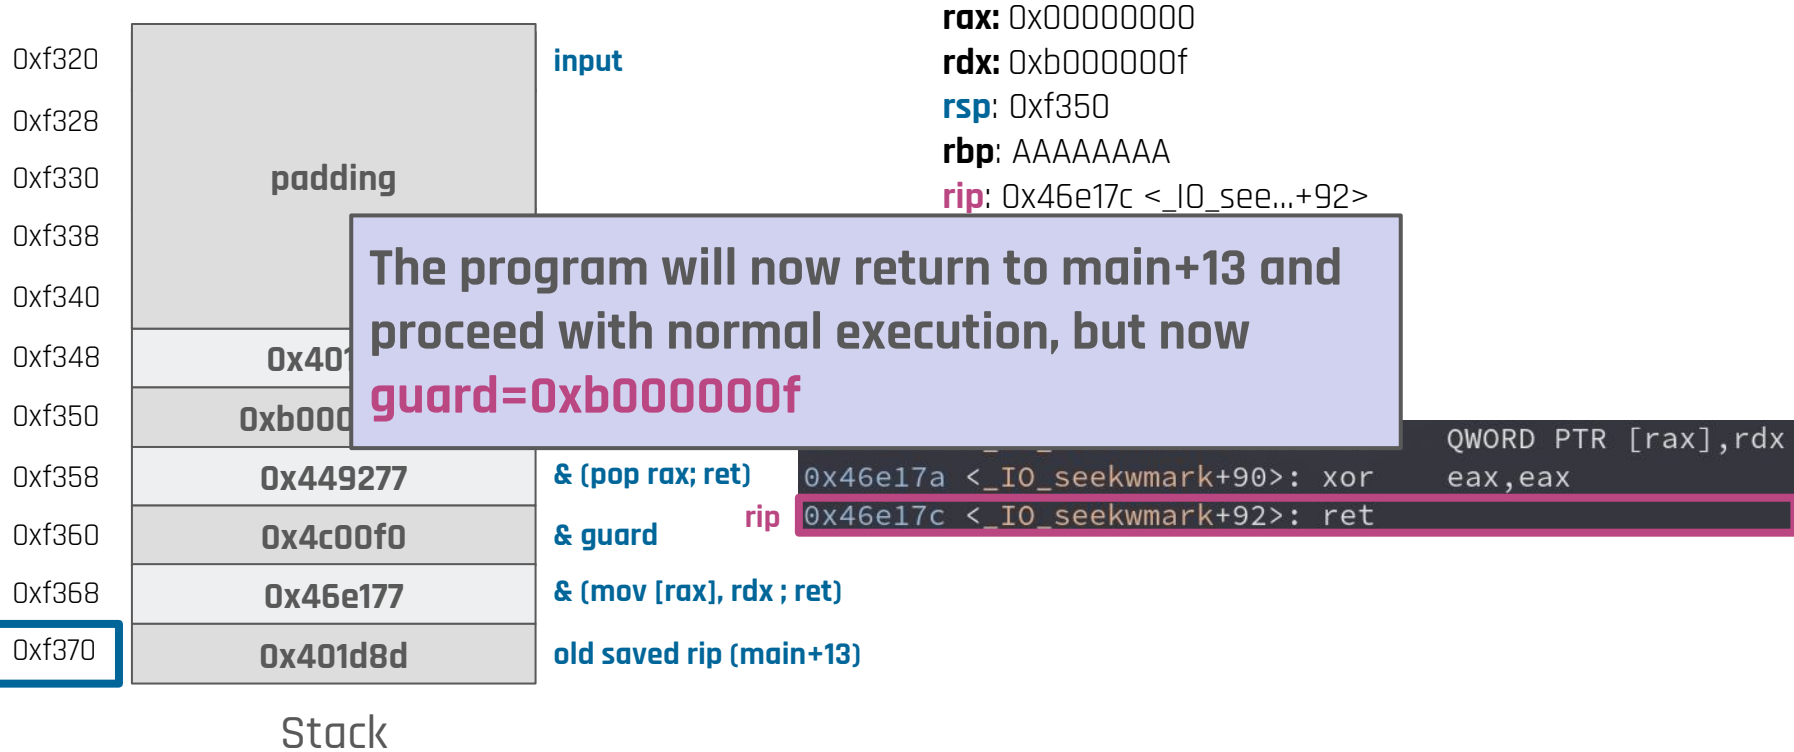 0xf320
input
0xf328
padding
0xf330
0xf338
0xf340
0xf348
0x401
0xf350
0xb000
0xf358
0x449277
& (pop rax; ret)
0xf360
0x4c00f0
& guard
0xf368
0x46e177
& (mov [rax], rdx ; ret)
0xf370
0x401d8d
old saved rip (main+13)
Stack
rax: 0x00000000
rdx: 0xb000000f
rsp: 0xf350
rbp: AAAAAAAA
rip: 0x46e17c <_IO_see...+92>
The program will now return to main+13 and
proceed with normal execution, but now
guard=0xb000000f
QWORD PTR [rax],rdx
0x46e17a <_IO_seekwmark+90>: xor eax,eax
rip 0x46e17c <_IO_seekwmark+92>: ret